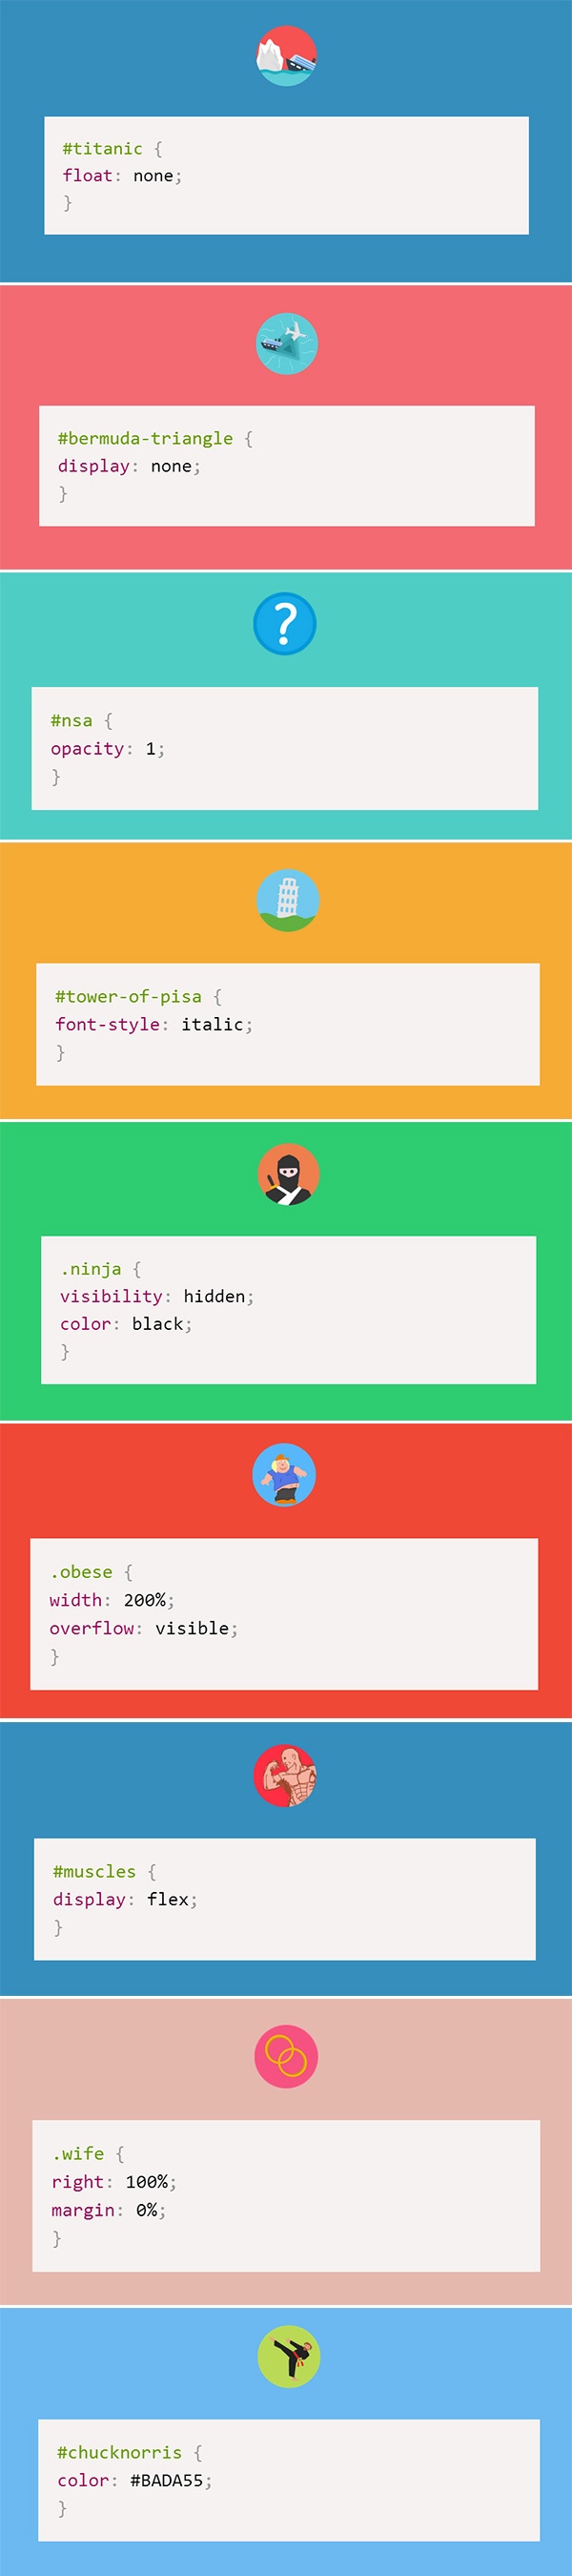 #titanic {
float: none;
}
#bermuda-triangle {
display: none;
}
?
#nsa {
opacity: 1;
}
#tower-of-pisa {
font-style: italic;
}
.ninja {
visibility: hidden;
color: black;
}
.obese {
width: 200%;
overflow: visible;
}
#muscles {
display: flex;
}
.wife {
right: 100%;
margin: 0%;
}
#chucknorris {
color: #BADA55;
}